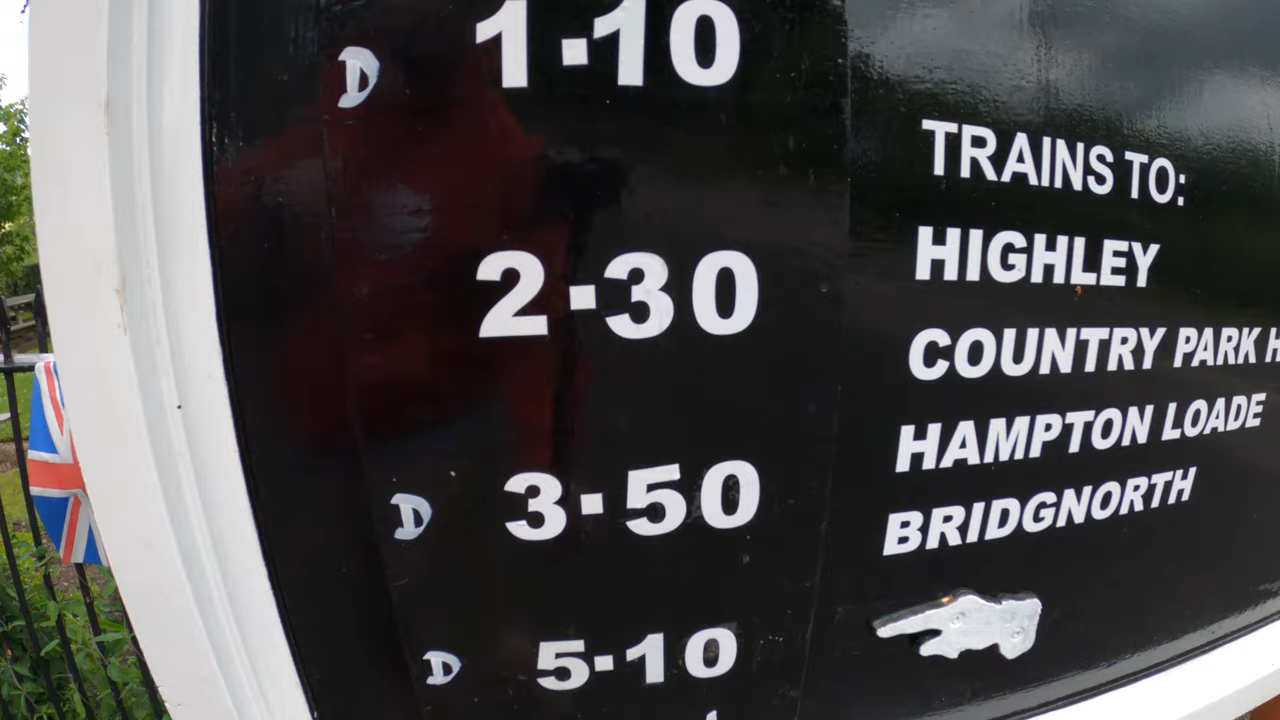 D 1·10
2·30
D 3·50
D 5·10
TRAINS TO:
HIGHLEY
COUNTRY PARK
HAMPTON LOADE
BRIDGNORTH